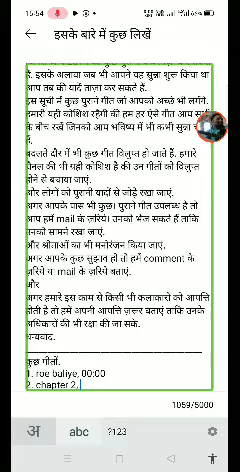 15:54
इसके बारे में कुछ लिखें
है. इसके अलावा जब भी आपने यह सुन्ना शुरू किया था
आप तब की यादें ताज़ा कर सकते हैं.
इस सूची में कुछ पुराने गीत जो आपको अच्छे भी लगेंगे.
हमारी यही कोशिश रहेगी की हम हर ऐसे गीत आप सभी
के बीच रखें जिनको आप भविष्य में भी कभी सुन्ना
हैं.
बदलते दौर में भी कुछ गीत विलुप्त हो जाते हैं. हमारे
चैनल की भी यही कोशिश है की उन गीतों को विलुप्त
होने से बचाया जाएं.
और लोगों को पुरानी यादों से जोड़े रखा जाएं.
अगर आपके पास भी कुछ। पुराने गीत उपलब्ध है तो
आप हमें mail के ज़रिये। उनको भेज सकते हैं ताकि
उनको सामने रखा जाएं.
और श्रोताओं का भी मनोरंजन किया जाएं.
अगर आपके कुछ सुझाव हो तो हमें comment के
ज़रिये या mail के ज़रिये बताएं.
और
अगर हमारे इस काम से किसी भी कलाकारों को आपत्ति
होती है तो हमें अपनी आपत्ति ज़रूर बताएं ताकि उनके
अधिकारों की भी रक्षा की जा सके.
धन्यवाद.
कुछ गीतों.
1. roe baliye, 00:00
2. chapter 2,
1059/5000
अ abc ?123